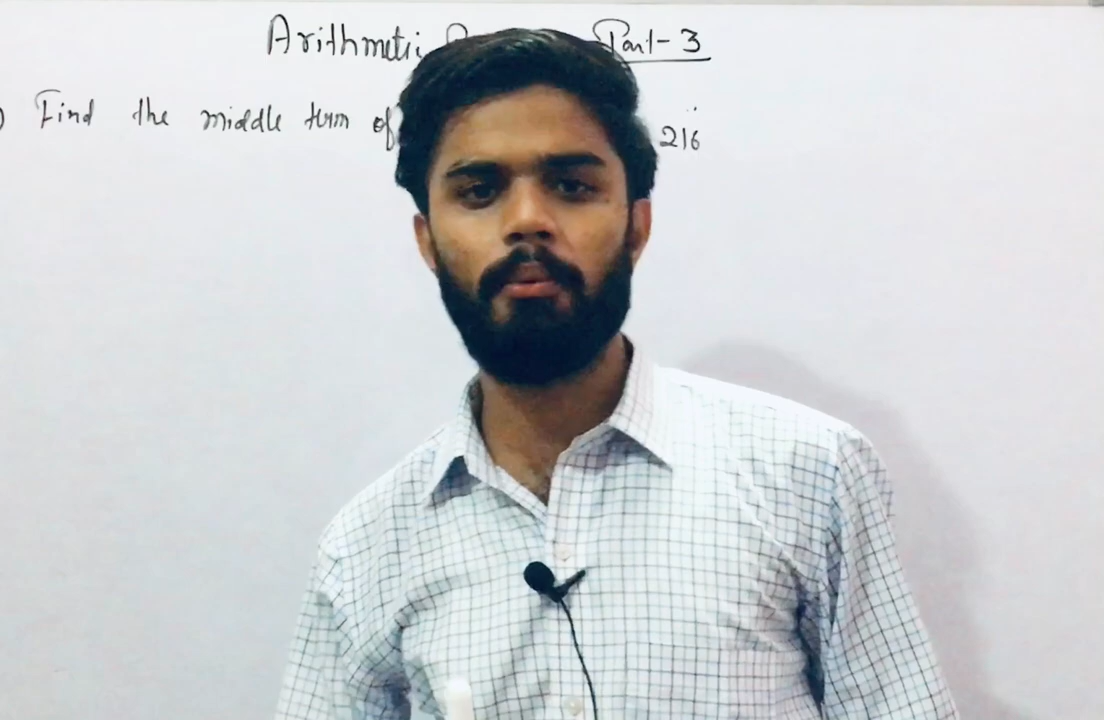 Arithmetic Part-3
) Find the middle term of 216